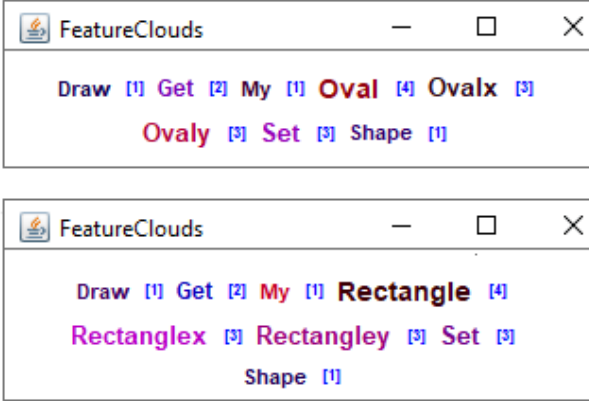 FeatureClouds
Draw [1] Get [2] My [1] Oval [4] Ovalx [3]
Ovaly [3] Set [3] Shape [1]
FeatureClouds
Draw [1] Get [2] My [1] Rectangle [4]
Rectanglex [3] Rectangley [3] Set [3]
Shape [1]